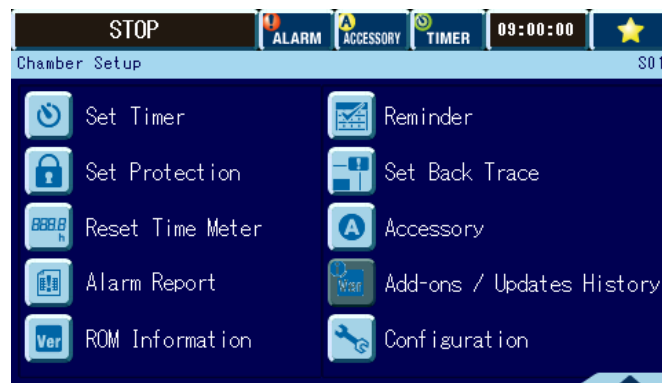 STOP
ALARM
A
ACCESSORY
TIMER
09:00:00
Chamber Setup
S01
Set Timer
Reminder
Set Protection
Set Back Trace
888.8
h
Reset Time Meter
A
Accessory
Alarm Report
Add-ons / Updates History
Ver
ROM Information
Configuration